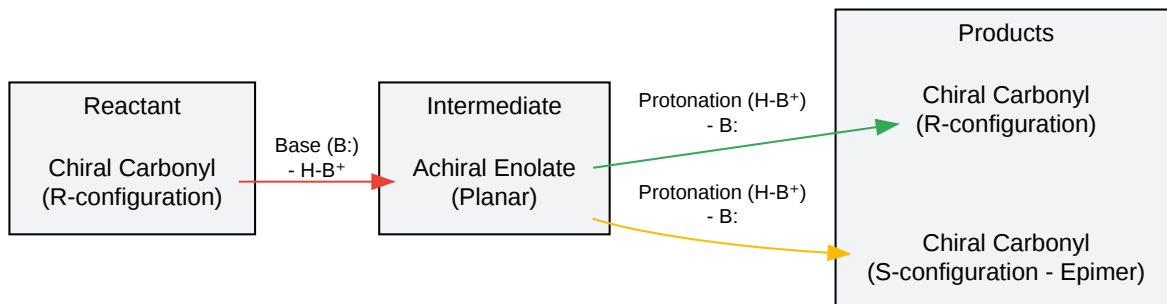 Reactant
Chiral Carbonyl
(R-configuration)
Base (B:)
- H-B⁺
Intermediate
Achiral Enolate
(Planar)
Protonation (H-B⁺)
- B:
Protonation (H-B⁺)
- B:
Products
Chiral Carbonyl
(R-configuration)
Chiral Carbonyl
(S-configuration - Epimer)